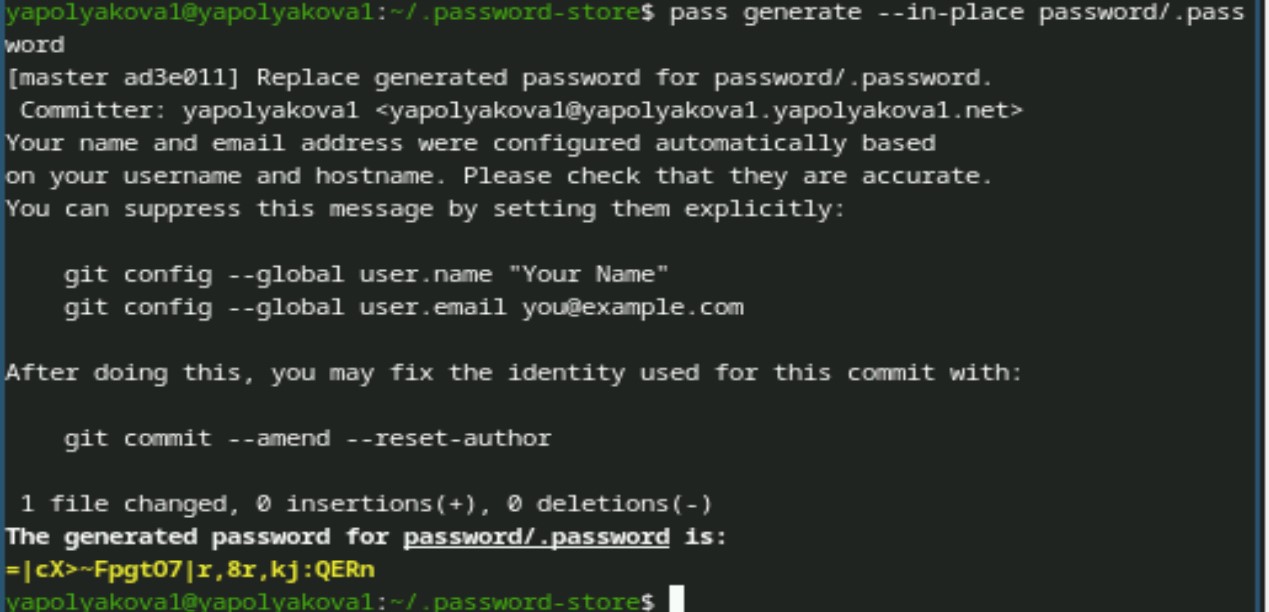 yapolyakova1@yapolyakova1:~/.password-store$ pass generate --in-place password/.pass
word
[master ad3e011] Replace generated password for password/.password.
 Committer: yapolyakova1 <yapolyakova1@yapolyakova1.yapolyakova1.net>
Your name and email address were configured automatically based
on your username and hostname. Please check that they are accurate.
You can suppress this message by setting them explicitly:

    git config --global user.name "Your Name"
    git config --global user.email you@example.com

After doing this, you may fix the identity used for this commit with:

    git commit --amend --reset-author

 1 file changed, 0 insertions(+), 0 deletions(-)
The generated password for password/.password is:
=|cX>~FpgtO7|r,8r,kj:QERn
yapolyakova1@yapolyakova1:~/.password-store$